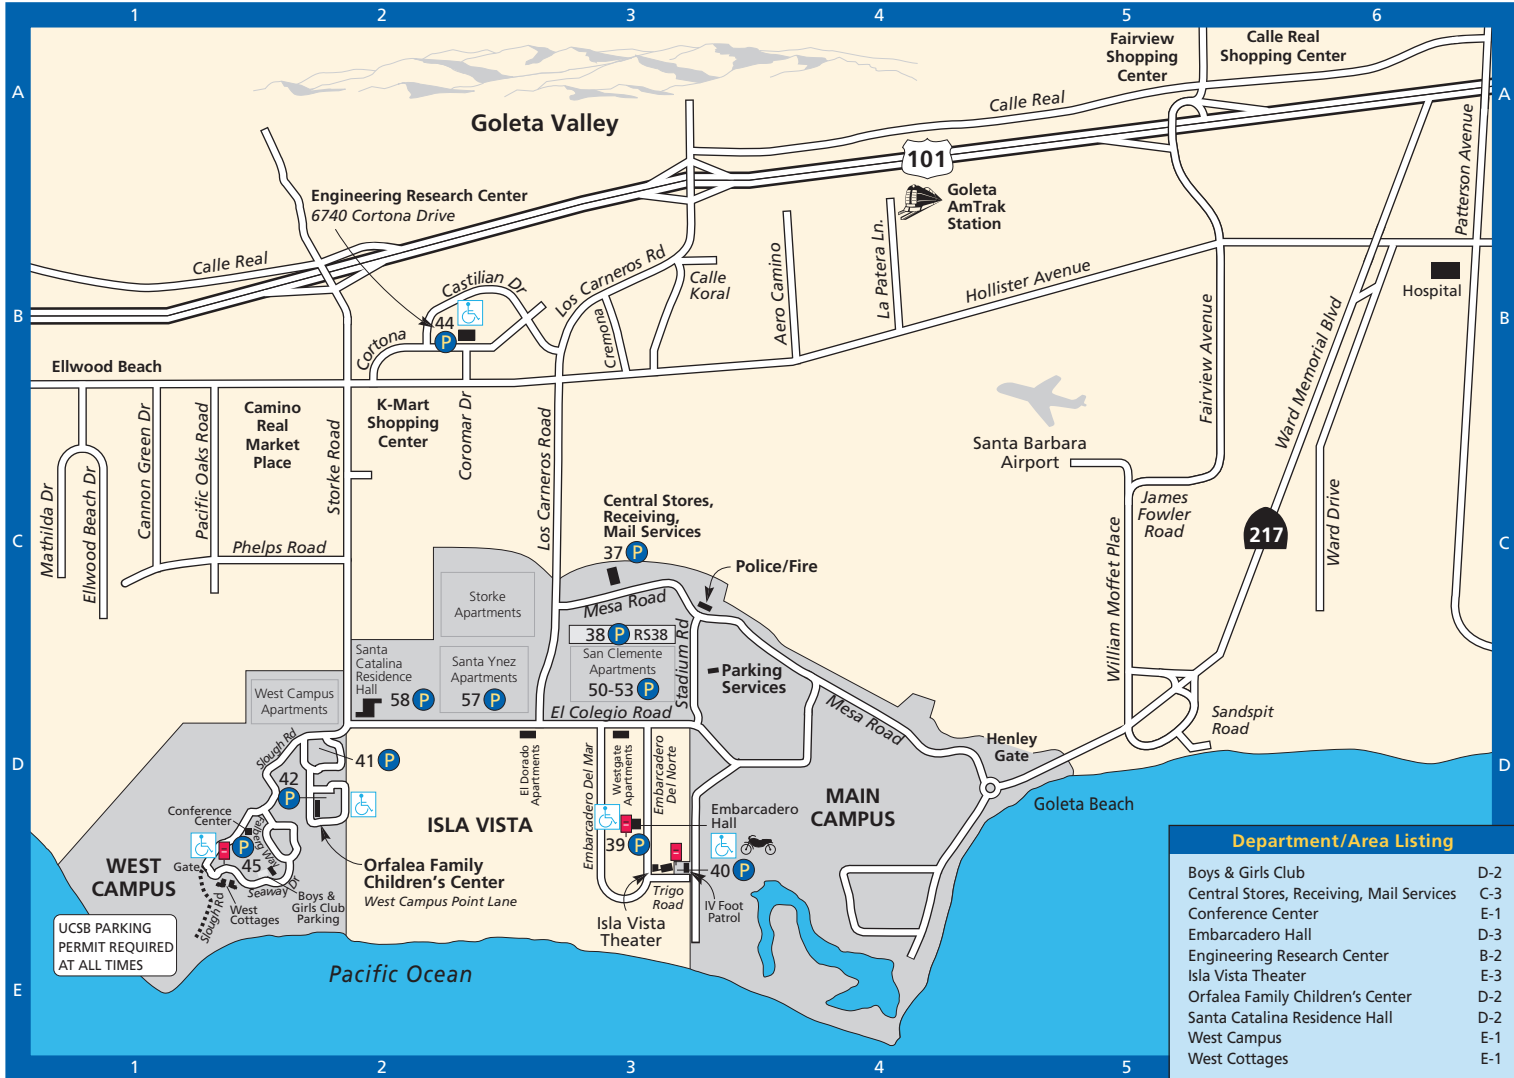 1 2 3 4 5 6
A
A
Fairview
Shopping
Center
Calle Real
Shopping Center
Goleta Valley
Calle Real
101
Patterson Avenue
Engineering Research Center
6740 Cortona Drive
Goleta
AmTrak
Station
Calle Real
Castilian Dr
Los Carneros Rd
Calle
Koral
Aero Camino
La Patera Ln.
Hollister Avenue
Hospital
B
B
44
P
Cortona
Cremona
Fairview Avenue
Ward Memorial Blvd
Ellwood Beach
Camino
Real
Market
Place
K-Mart
Shopping
Center
Santa Barbara
Airport
Mathilda Dr
Ellwood Beach Dr
Cannon Green Dr
Pacific Oaks Road
Storke Road
Coromar Dr
Los Carneros Road
Central Stores,
Receiving,
Mail Services
37 P
James
Fowler
Road
217
Ward Drive
William Moffet Place
C
C
Phelps Road
Police/Fire
Storke
Apartments
Mesa Road
38 P RS38
San Clemente
Apartments
50-53 P
Stadium Rd
Parking
Services
Santa
Catalina
Residence
Hall
58 P
Santa Ynez
Apartments
57 P
West Campus
Apartments
El Colegio Road
Mesa Road
Henley
Gate
Sandspit
Road
D
D
Slough Rd
41 P
42
P
El Dorado
Apartments
Embarcadero Del Mar
Westgate
Apartments
Embarcadero
Del Norte
Embarcadero
Hall
MAIN
CAMPUS
Goleta Beach
Conference
Center
ISLA VISTA
39 P
40 P
WEST
CAMPUS
Gate
P
45
Seaway Dr
Orfalea Family
Children's Center
West Campus Point Lane
Boys &
Girls Club
Parking
West
Cottages
Slough Rd
Trigo
Road
IV Foot
Patrol
Isla Vista
Theater
UCSB PARKING
PERMIT REQUIRED
AT ALL TIMES
Pacific Ocean
E
Department/Area Listing
Boys & Girls Club D-2
Central Stores, Receiving, Mail Services C-3
Conference Center E-1
Embarcadero Hall D-3
Engineering Research Center B-2
Isla Vista Theater E-3
Orfalea Family Children's Center D-2
Santa Catalina Residence Hall D-2
West Campus E-1
West Cottages E-1
1 2 3 4 5